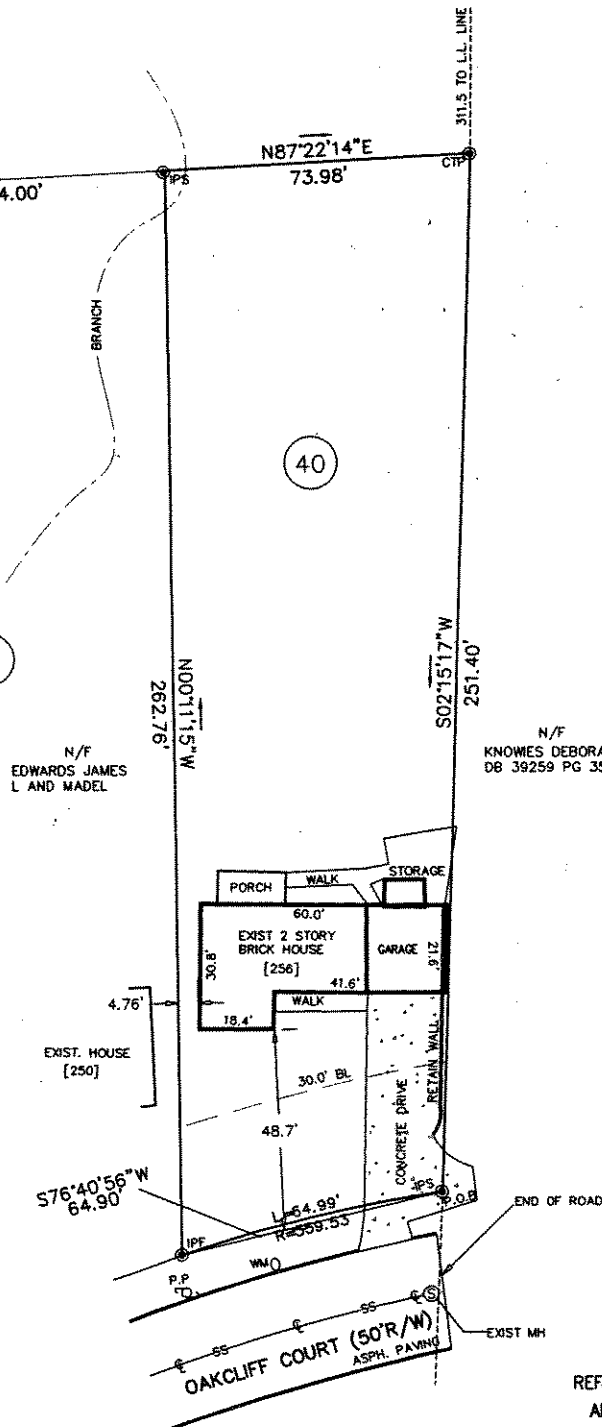 311.5 TO L.L. LINE
N87°22'14"E
CTP
IPS
4.00'
73.98'
BRANCH
40
N00°11'15"W
262.76'
S02°15'17"W
251.40'
N/F
EDWARDS JAMES
L AND MADEL
N/F
KNOWIES DEBORA
DB 39259 PG 35
STORAGE
WALK
PORCH
60.0'
EXIST 2 STORY
BRICK HOUSE
[256]
GARAGE
21.6'
30.8'
41.6'
WALK
18.4'
4.76'
EXIST. HOUSE
[250]
30.0' BL
48.7'
CONCRETE DRIVE
RETAIN WALL
S76°40'56"W
64.90'
L=64.99'
R=559.53'
IPS
P.O.B
END OF ROAD
IPF
WM
P.P
SS
SS
S
EXIST MH
OAKCLIFF COURT (50'R/W)
ASPH. PAVING
REF